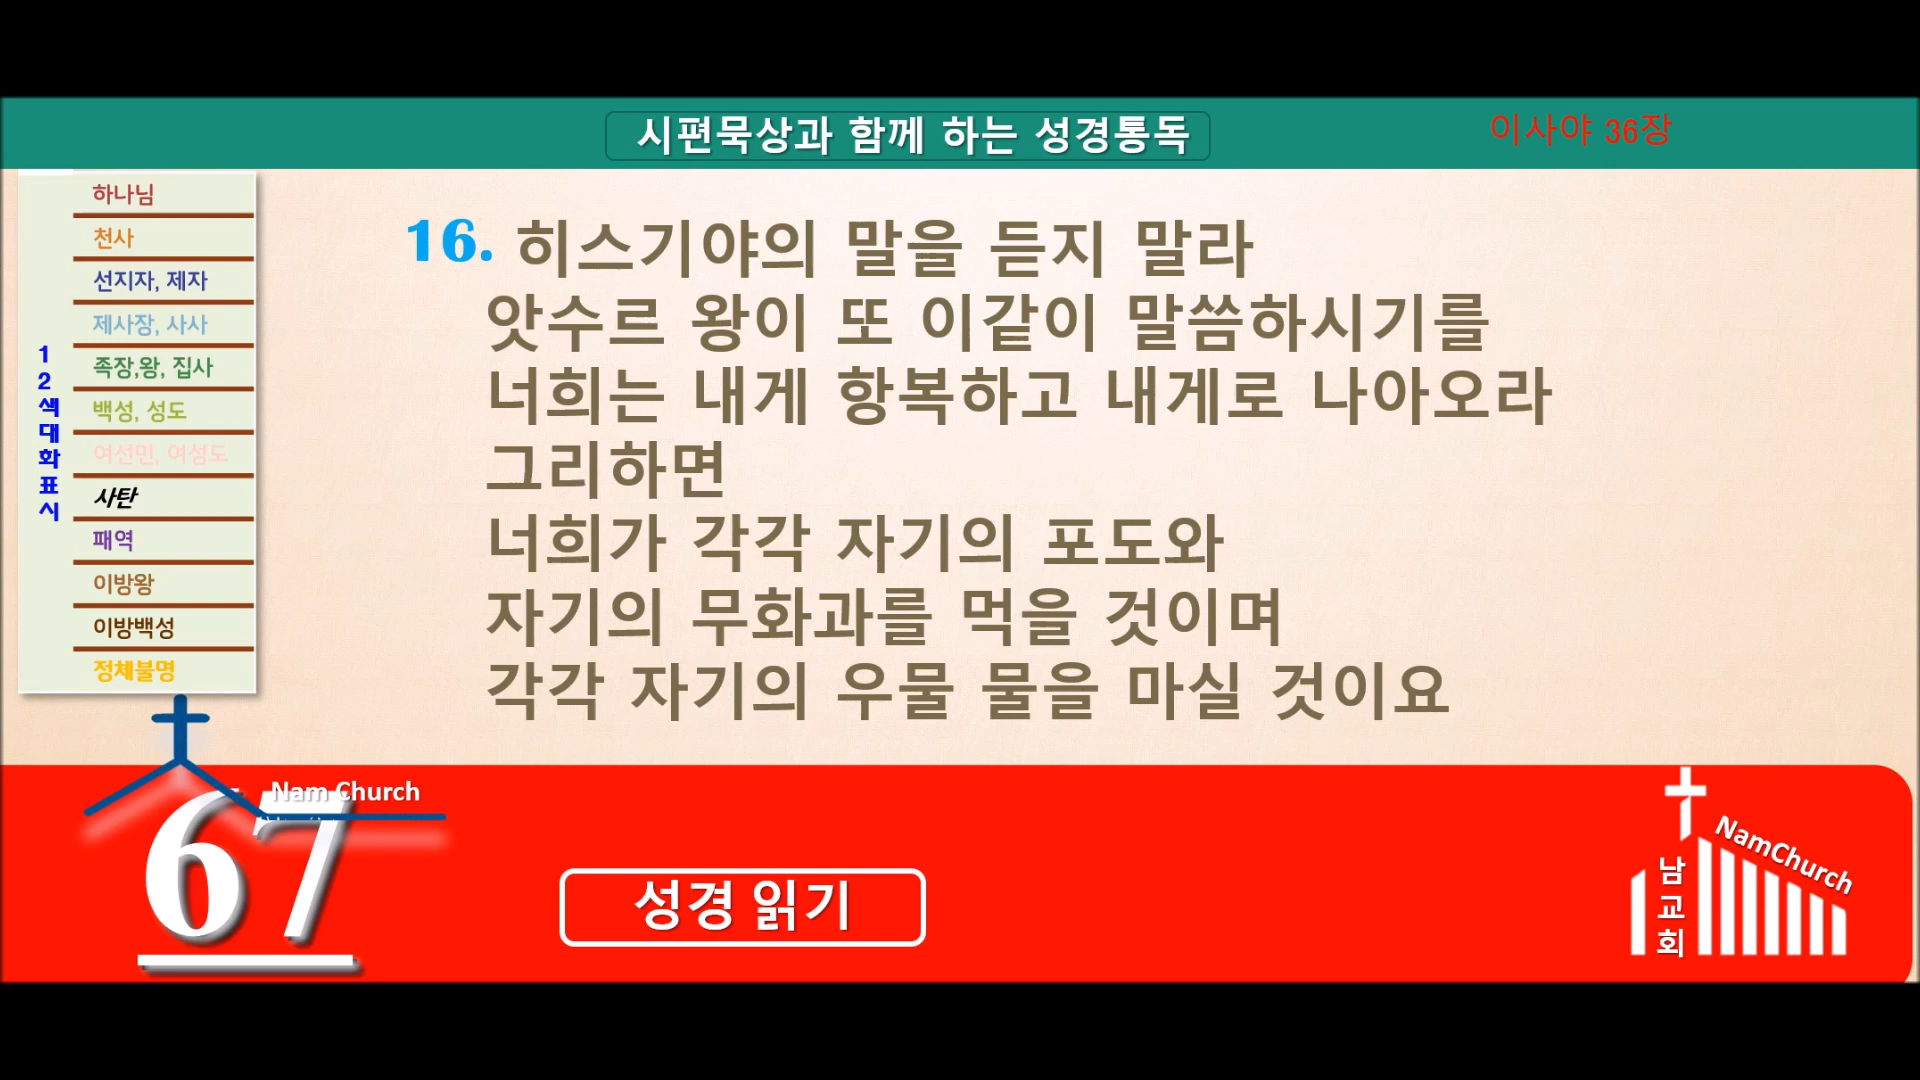 시편묵상과 함께 하는 성경통독
이사야 36장
12색대화표시
하나님
천사
선지자, 제자
제사장, 사사
족장,왕, 집사
백성, 성도
여선민, 여성도
사탄
패역
이방왕
이방백성
정체불명
16. 히스기야의 말을 듣지 말라
앗수르 왕이 또 이같이 말씀하시기를
너희는 내게 항복하고 내게로 나아오라
그리하면
너희가 각각 자기의 포도와
자기의 무화과를 먹을 것이며
각각 자기의 우물 물을 마실 것이요
Nam Church
67
성경 읽기
남교회
NamChurch